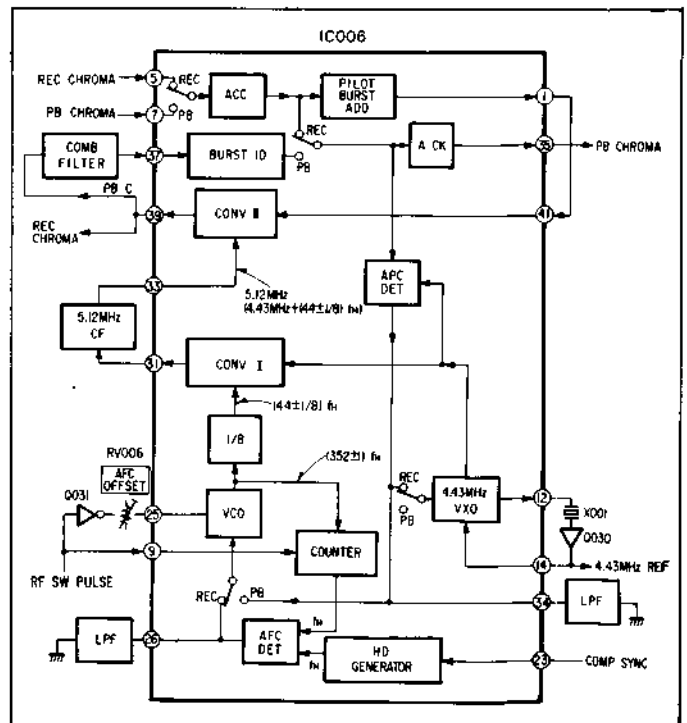 IC006
REC CHROMA
5
REC
ACC
PILOT
BURST
ADD
1
PB CHROMA
7
PB
COMB
FILTER
37
BURST ID
REC
PB
A CK
35
PB CHROMA
PB C
39
CONV II
41
REC
CHROMA
33
5.12MHz
(4.43MHz+(44±1/8) fH)
APC
DET
5.12MHz
CF
31
CONV I
(44±1/8) fH
1/8
(352±1) fH
RV006
AFC
OFFSET
Q031
25
VCO
REC
PB
4.43MHz
VXO
12
X001
Q030
9
COUNTER
14
4.43MHz REF
RF SW PULSE
REC
PB
34
LPF
LPF
26
fH
AFC
DET
fH
HD
GENERATOR
23
COMP SYNC